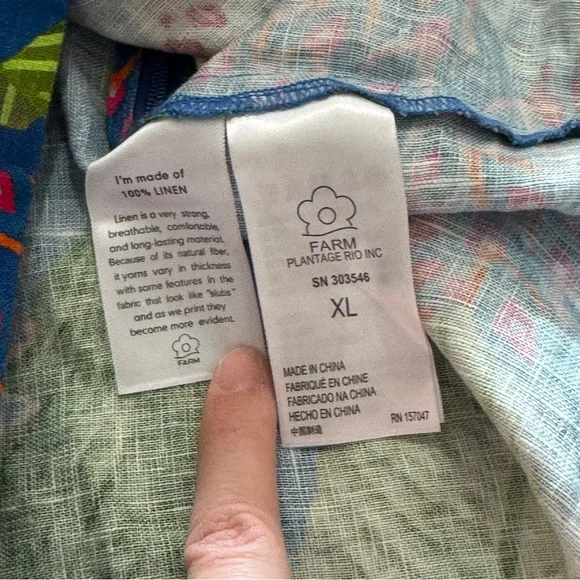 I'm made of
100% LINEN
Linen is a very strong,
breathable, comfortable,
and long-lasting material.
Because of its natural fiber,
it yarns vary in thickness
with some features in the
fabric that look like "slubs"
and as we print they
become more evident.
FARM
FARM
PLANTAGE RIO INC
SN 303546
XL
MADE IN CHINA
FABRIQUÉ EN CHINE
FABRICADO NA CHINA
HECHO EN CHINA
中国制造
RN 157047